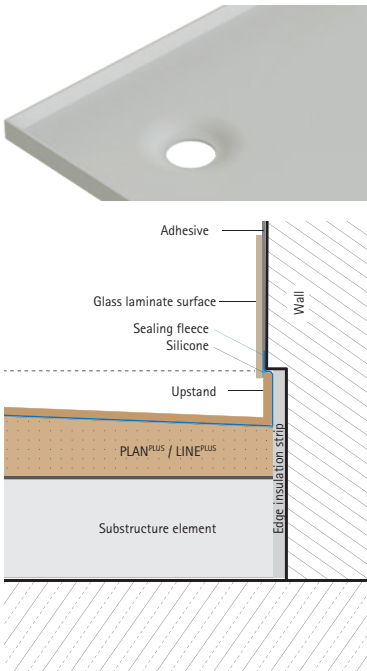 Adhesive
Glass laminate surface
Wall
Sealing fleece
Silicone
Upstand
PLANPLUS / LINEPLUS
Edge insulation strip
Substructure element